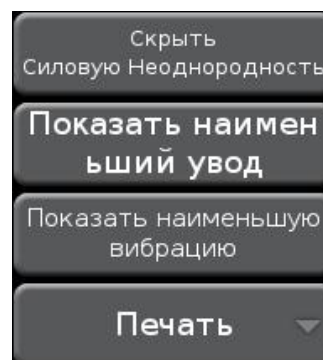 Скрыть
Силовую Неоднородность
Показать наимен
ьший увод
Показать наименьшую
вибрацию
Печать